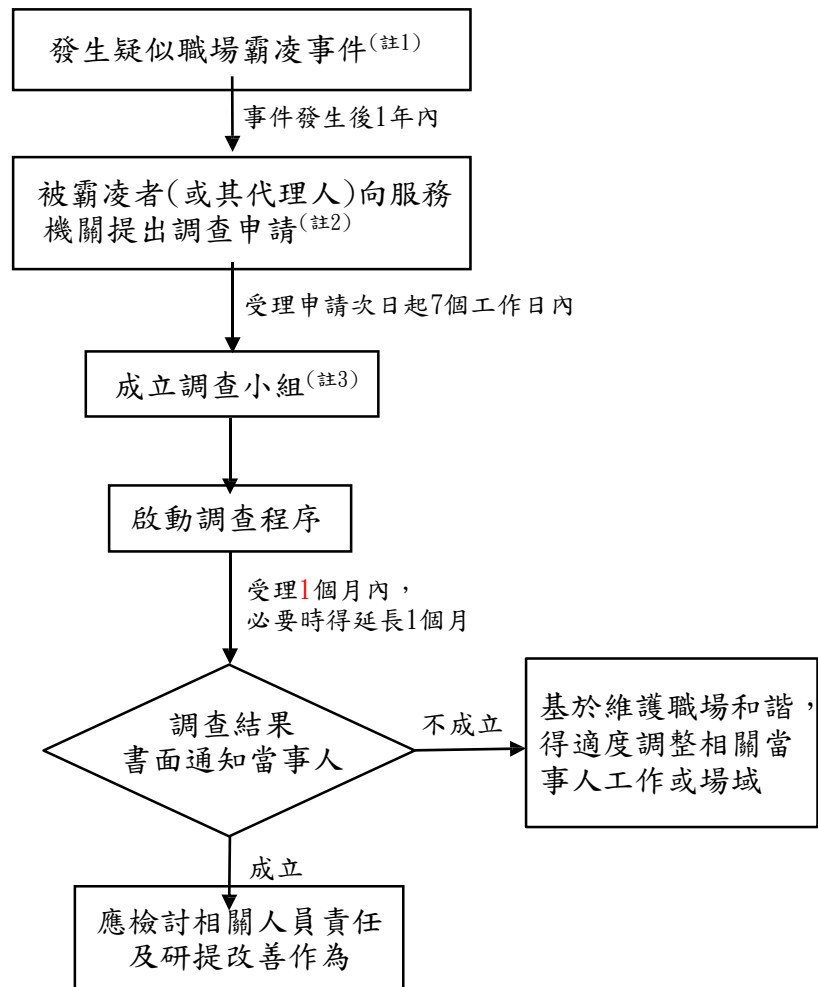 發生疑似職場霸凌事件(註1)
事件發生後1年內
被霸凌者(或其代理人)向服務
機關提出調查申請(註2)
受理申請次日起7個工作日內
成立調查小組(註3)
啟動調查程序
受理1個月內，
必要時得延長1個月
調查結果
書面通知當事人
不成立
基於維護職場和諧，
得適度調整相關當
事人工作或場域
成立
應檢討相關人員責任
及研提改善作為